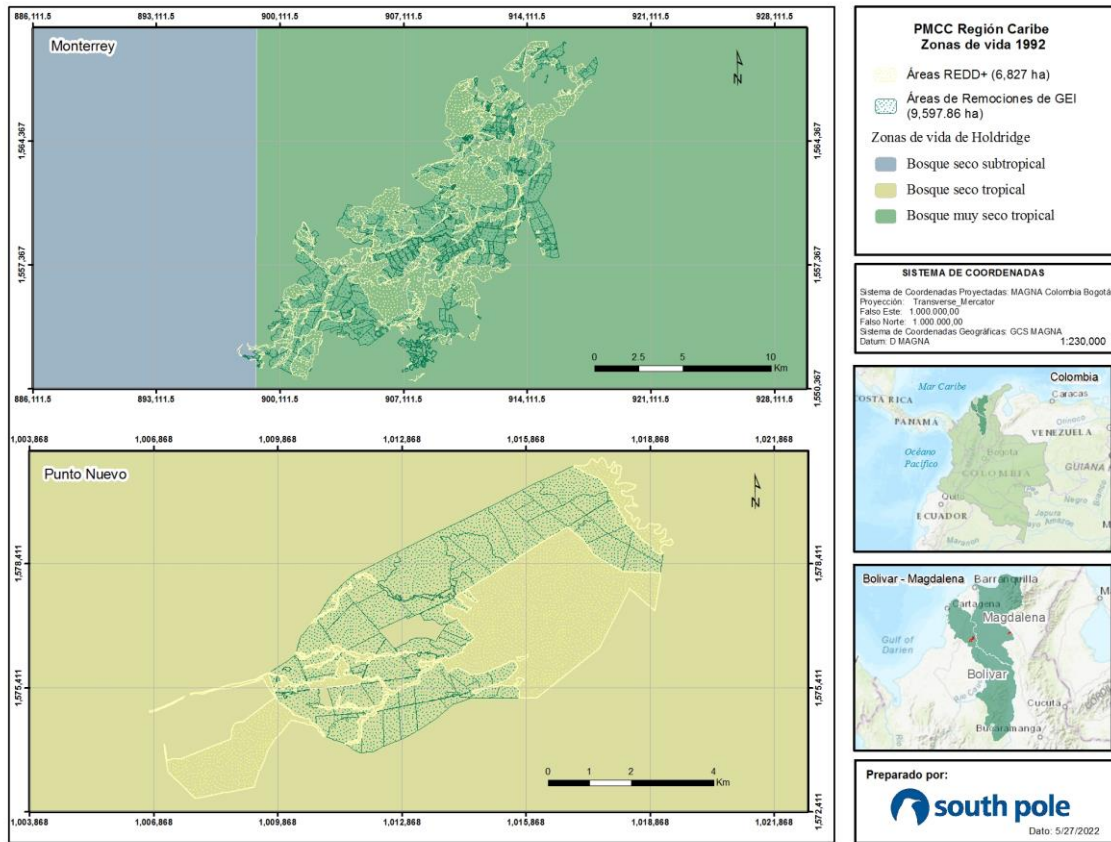 886,111.5 893,111.5 900,111.5 907,111.5 914,111.5 921,111.5 928,111.5
Monterrey
N
1,564,367 1,564,367
1,557,367 1,557,367
0 2.5 5 10
Km
1,550,367
886,111.5 893,111.5 900,111.5 907,111.5 914,111.5 921,111.5 928,111.5
1,003,868 1,006,868 1,009,868 1,012,868 1,015,868 1,018,868 1,021,868
Punto Nuevo
N
1,578,411 1,578,411
1,575,411 1,575,411
0 1 2 4
Km
1,572,411
1,003,868 1,006,868 1,009,868 1,012,868 1,015,868 1,018,868 1,021,868
PMCC Región Caribe
Zonas de vida 1992
Áreas REDD+ (6,827 ha)
Áreas de Remociones de GEI
(9,597.86 ha)
Zonas de vida de Holdridge
Bosque seco subtropical
Bosque seco tropical
Bosque muy seco tropical
SISTEMA DE COORDENADAS
Sistema de Coordenadas Proyectadas: MAGNA Colombia Bogotá
Proyección: Transverse_Mercator
Falso Este: 1.000.000,00
Falso Norte: 1.000.000,00
Sistema de Coordenadas Geográficas: GCS MAGNA
Datum: D MAGNA 1:230,000
Colombia
Mar Caribe
Caracas
COSTA RICA
PANAMÁ
VENEZUELA
Orinoco
Océano
Pacífico
Bogota
GUIANA
COLOMBIA
ECUADOR
Negro
Japura
Amazon
Bolivar - Magdalena
Barranquilla
Cartagena
Magdalena
Gulf of
Darien
Bolivar
Cucuta
Bucaramanga
Preparado por:
south pole
Dato: 5/27/2022